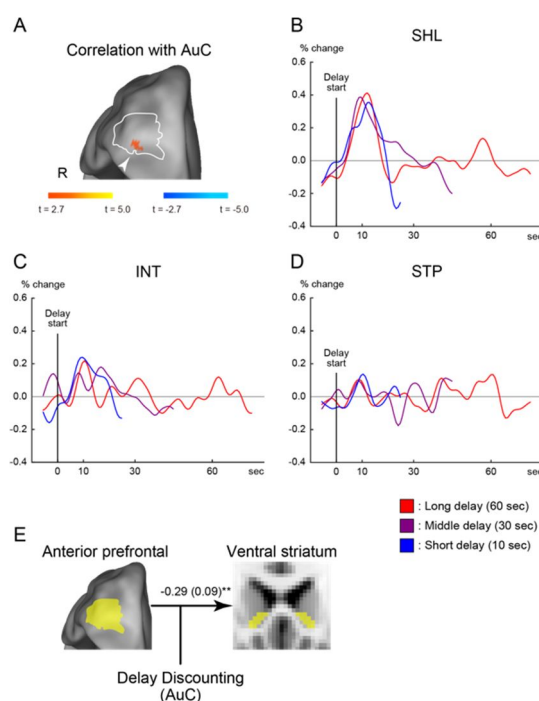 A
Correlation with AuC
R
t = 2.7 t = 5.0 t = -2.7 t = -5.0
B
SHL
% change
Delay
start
0.6
0.4
0.2
0.0
-0.2
-0.4
0 10 30 60 sec
C
INT
% change
0.6
Delay
start
0.4
0.2
0.0
-0.2
-0.4
0 10 30 60 sec
D
STP
% change
0.6
0.4
Delay
start
0.2
0.0
-0.2
-0.4
0 10 30 60 sec
: Long delay (60 sec)
: Middle delay (30 sec)
: Short delay (10 sec)
E
Anterior prefrontal
Ventral striatum
-0.29 (0.09)**
Delay Discounting
(AuC)